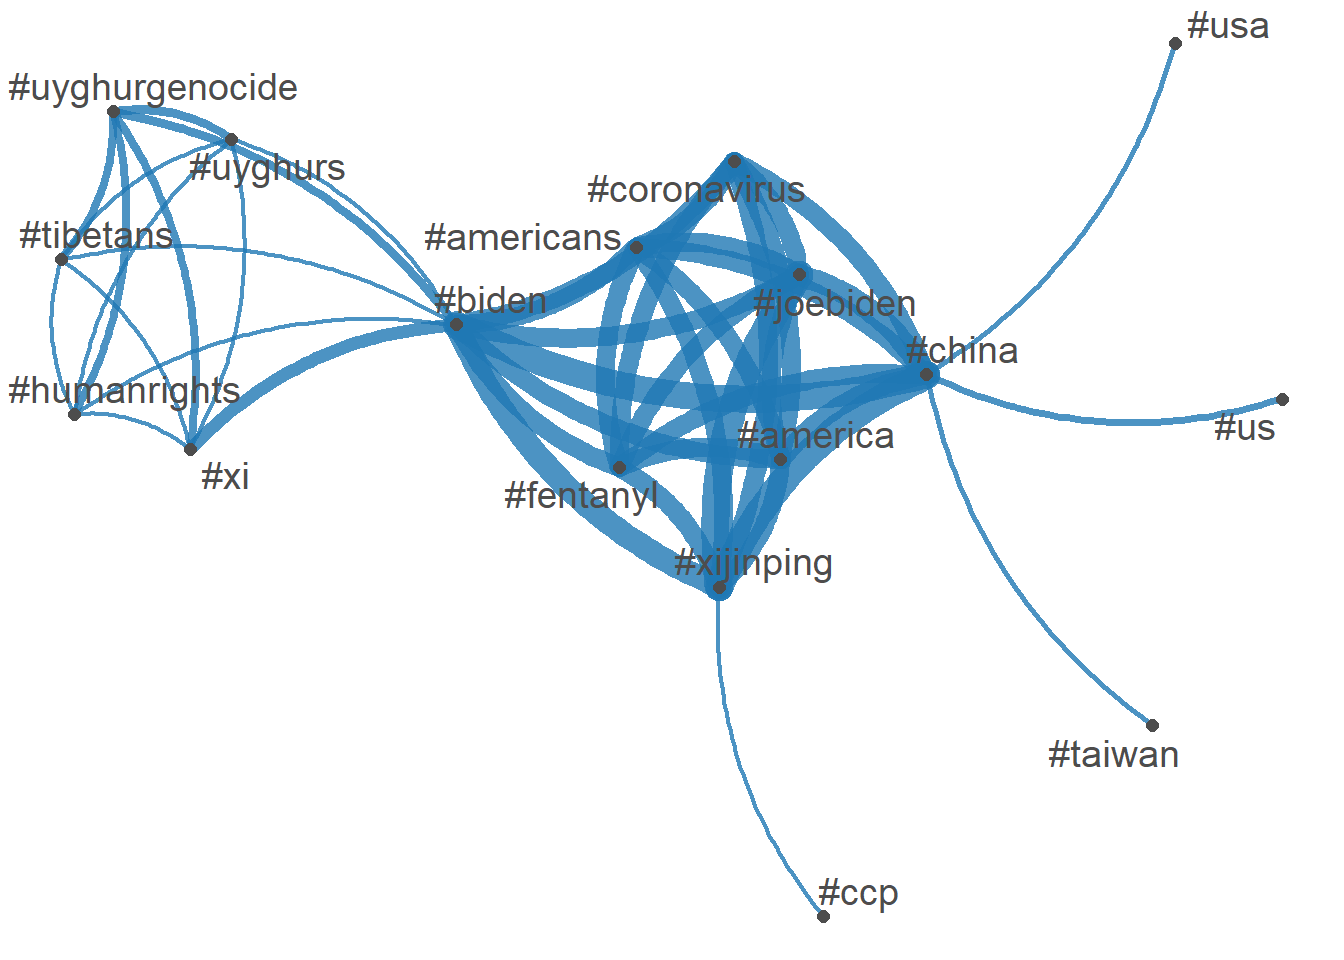 #usa
#uyghurgenocide
#uyghurs
#coronavirus
#tibetans
#americans
#biden
#joebiden
#china
#humanrights
#us
#america
#xi
#fentanyl
#xijinping
#taiwan
#ccp